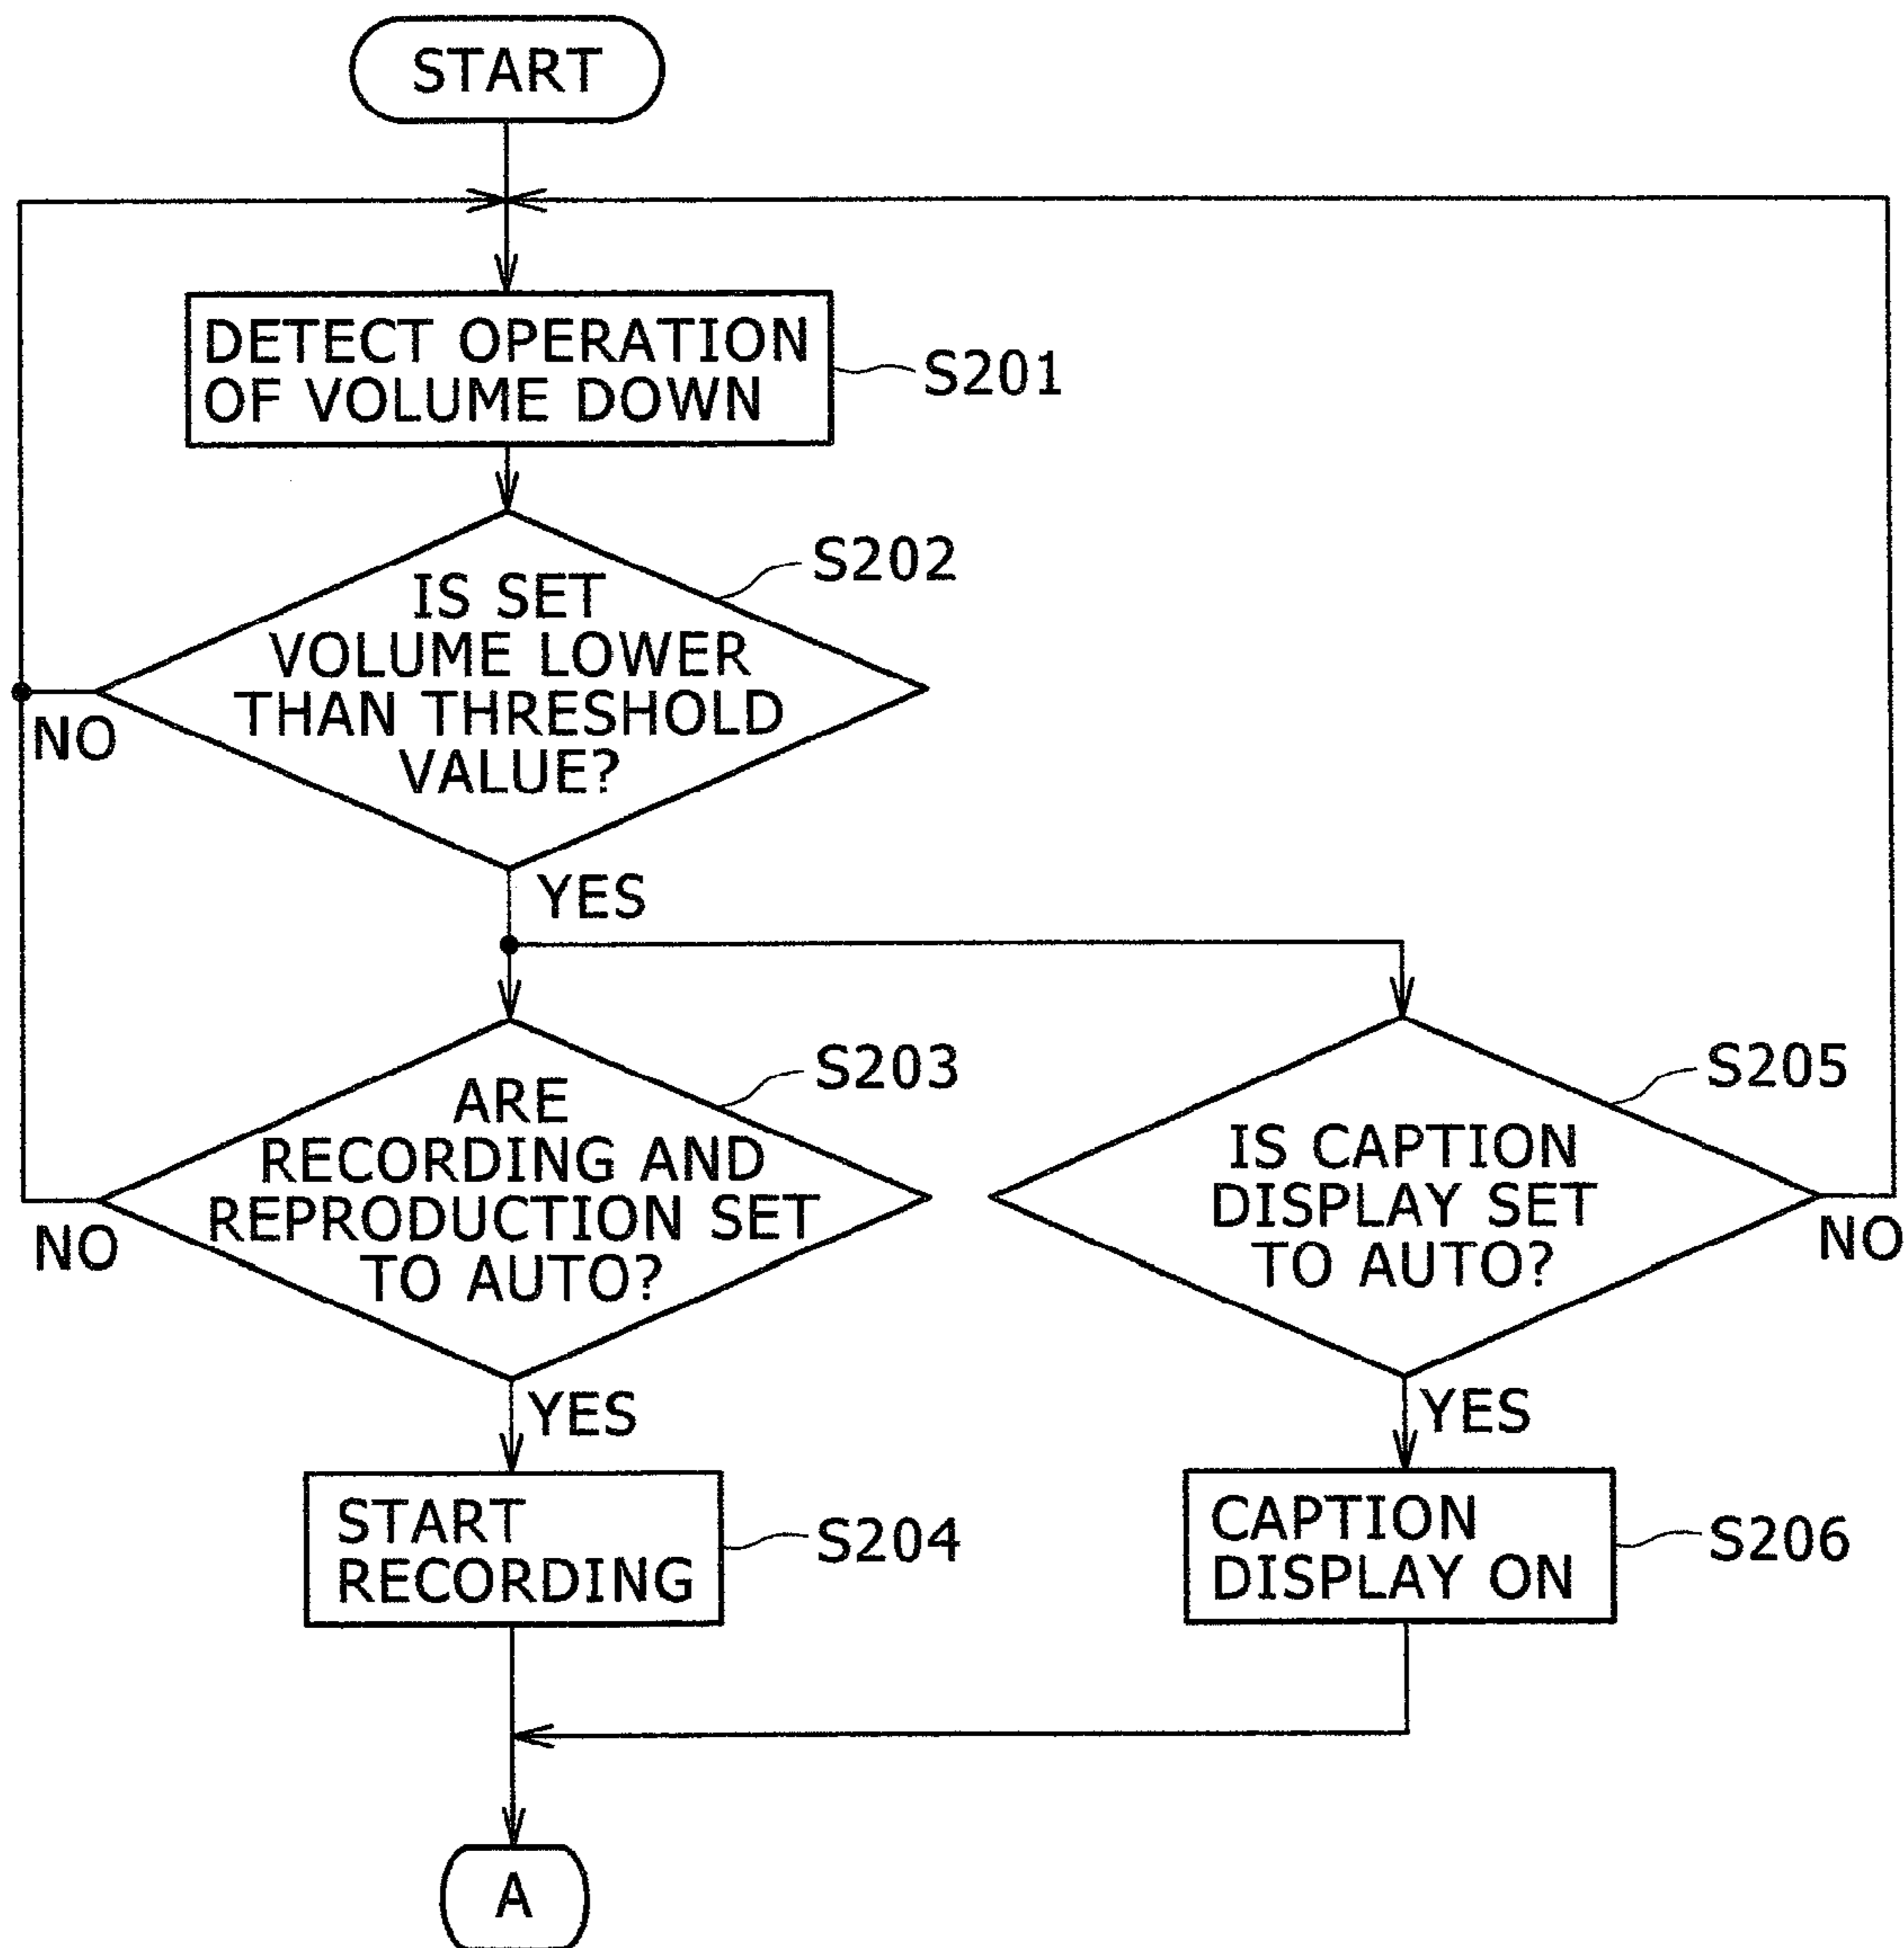 START
DETECT OPERATION
OF VOLUME DOWN
S201
S202
IS SET
VOLUME LOWER
THAN THRESHOLD
VALUE?
NO
YES
S203
ARE
RECORDING AND
REPRODUCTION SET
TO AUTO?
NO
YES
S205
IS CAPTION
DISPLAY SET
TO AUTO?
NO
YES
START
RECORDING
S204
CAPTION
DISPLAY ON
S206
A